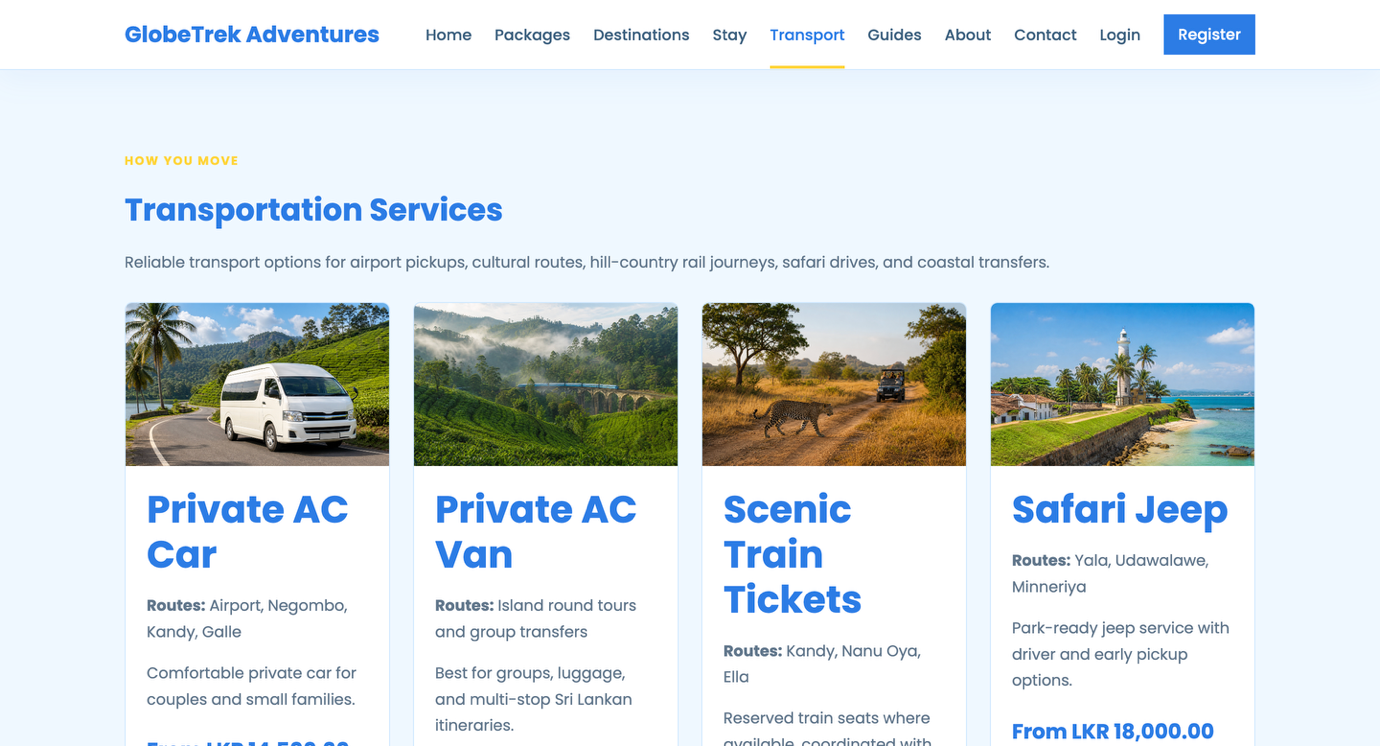 GlobeTrek Adventures
Home
Packages
Destinations
Stay
Transport
Guides
About
Contact
Login
Register
HOW YOU MOVE
Transportation Services
Reliable transport options for airport pickups, cultural routes, hill-country rail journeys, safari drives, and coastal transfers.
Private AC
Car
Routes: Airport, Negombo,
Kandy, Galle
Comfortable private car for
couples and small families.
Private AC
Van
Routes: Island round tours
and group transfers
Best for groups, luggage,
and multi-stop Sri Lankan
itineraries.
Scenic
Train
Tickets
Routes: Kandy, Nanu Oya,
Ella
Reserved train seats where
available, coordinated with
Safari Jeep
Routes: Yala, Udawalawe,
Minneriya
Park-ready jeep service with
driver and early pickup
options.
From LKR 18,000.00